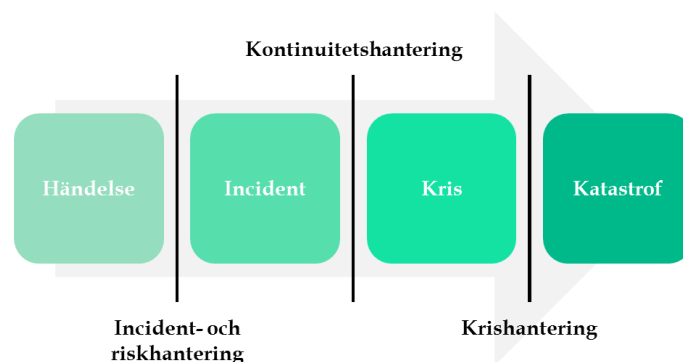 Kontinuitetshantering
Händelse
Incident
Kris
Katastrof
Incident- och
riskhantering
Krishantering